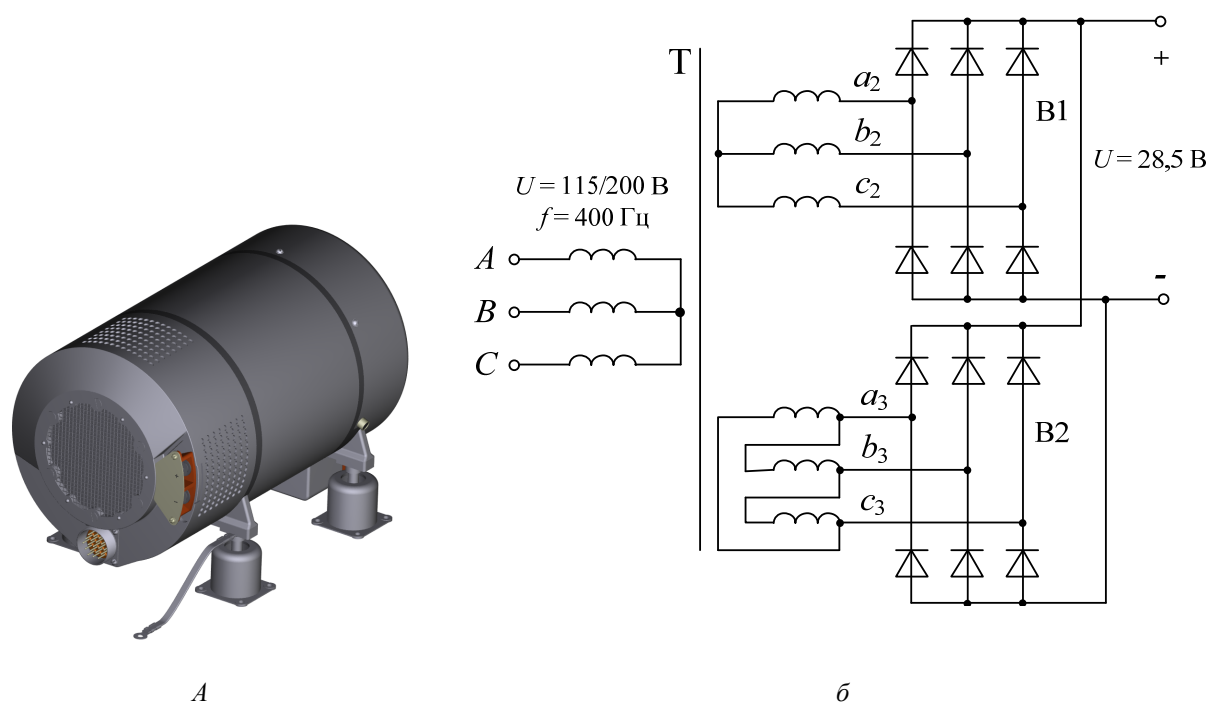 T
a2
b2
c2
B1
+
U = 28,5 В
-
U = 115/200 В
f = 400 Гц
A
B
C
a3
b3
c3
B2
А
б